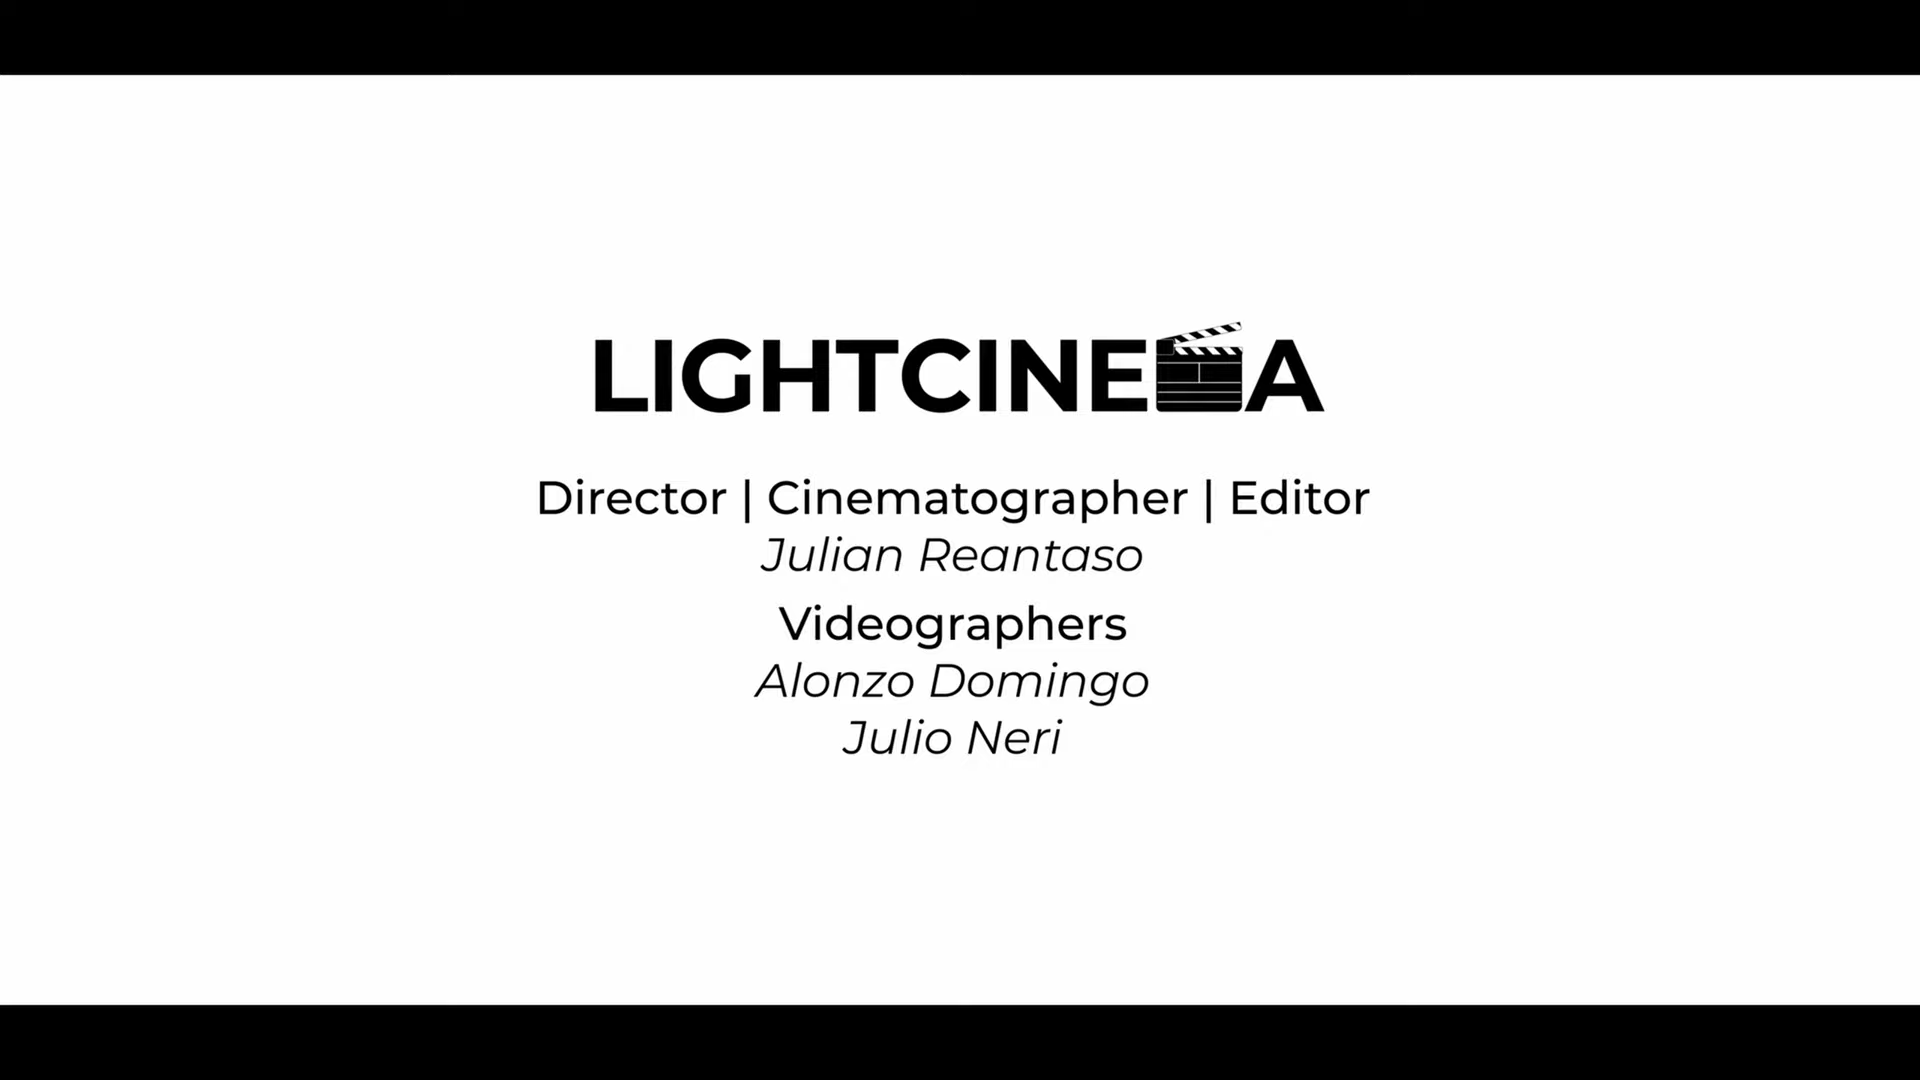 LIGHTCINEMA
Director | Cinematographer | Editor
Julian Reantaso
Videographers
Alonzo Domingo
Julio Neri